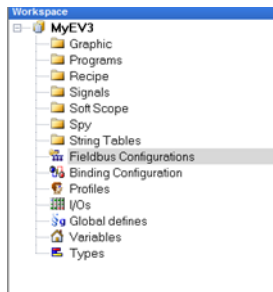 Workspace
MyEV3
Graphic
Programs
Recipe
Signals
Soft Scope
Spy
String Tables
Fieldbus Configurations
Binding Configuration
Profiles
I/Os
Global defines
Variables
Types